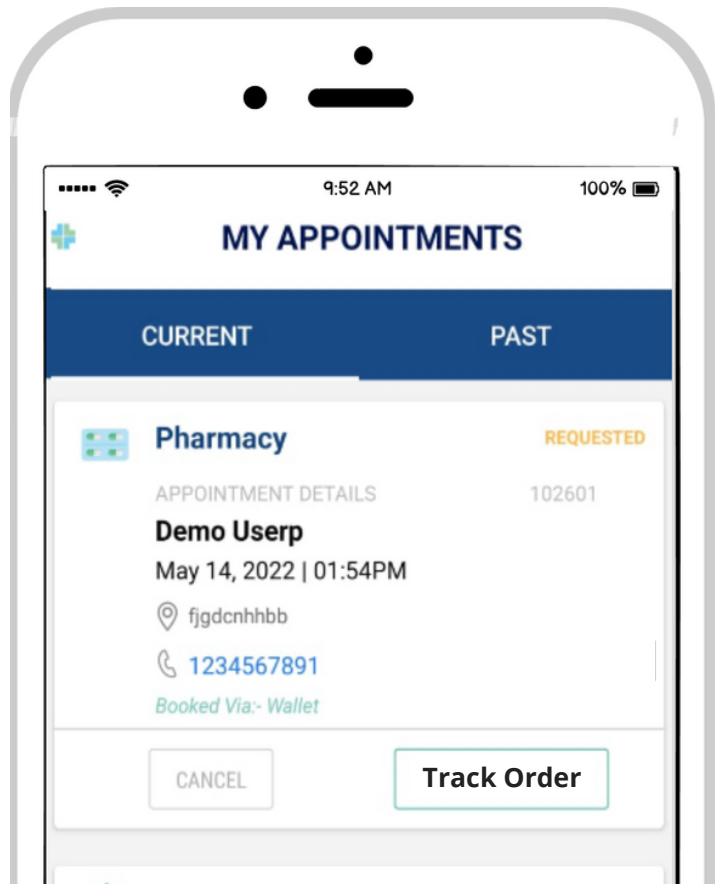 9:52 AM 100%
MY APPOINTMENTS
CURRENT PAST
Pharmacy REQUESTED
APPOINTMENT DETAILS 102601
Demo Userp
May 14, 2022 | 01:54PM
fjgdcnhhbb
1234567891
Booked Via:- Wallet
CANCEL Track Order